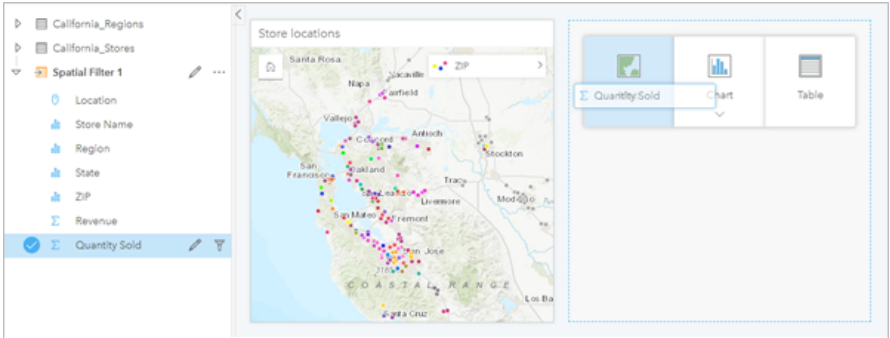 California_Regions
California_Stores
Spatial Filter 1
Location
Store Name
Region
State
ZIP
Revenue
Quantity Sold
Store locations
ZIP
Santa Rosa
Napa
Vacaville
Fairfield
Vallejo
Antioch
Concord
Stockton
San
Francisco
Oakland
Tracy
San Leandro
Livermore
Modesto
San Mateo
Fremont
San Jose
COASTAL RANGE
Los Ba
Santa Cruz
Quantity Sold
Chart
Table